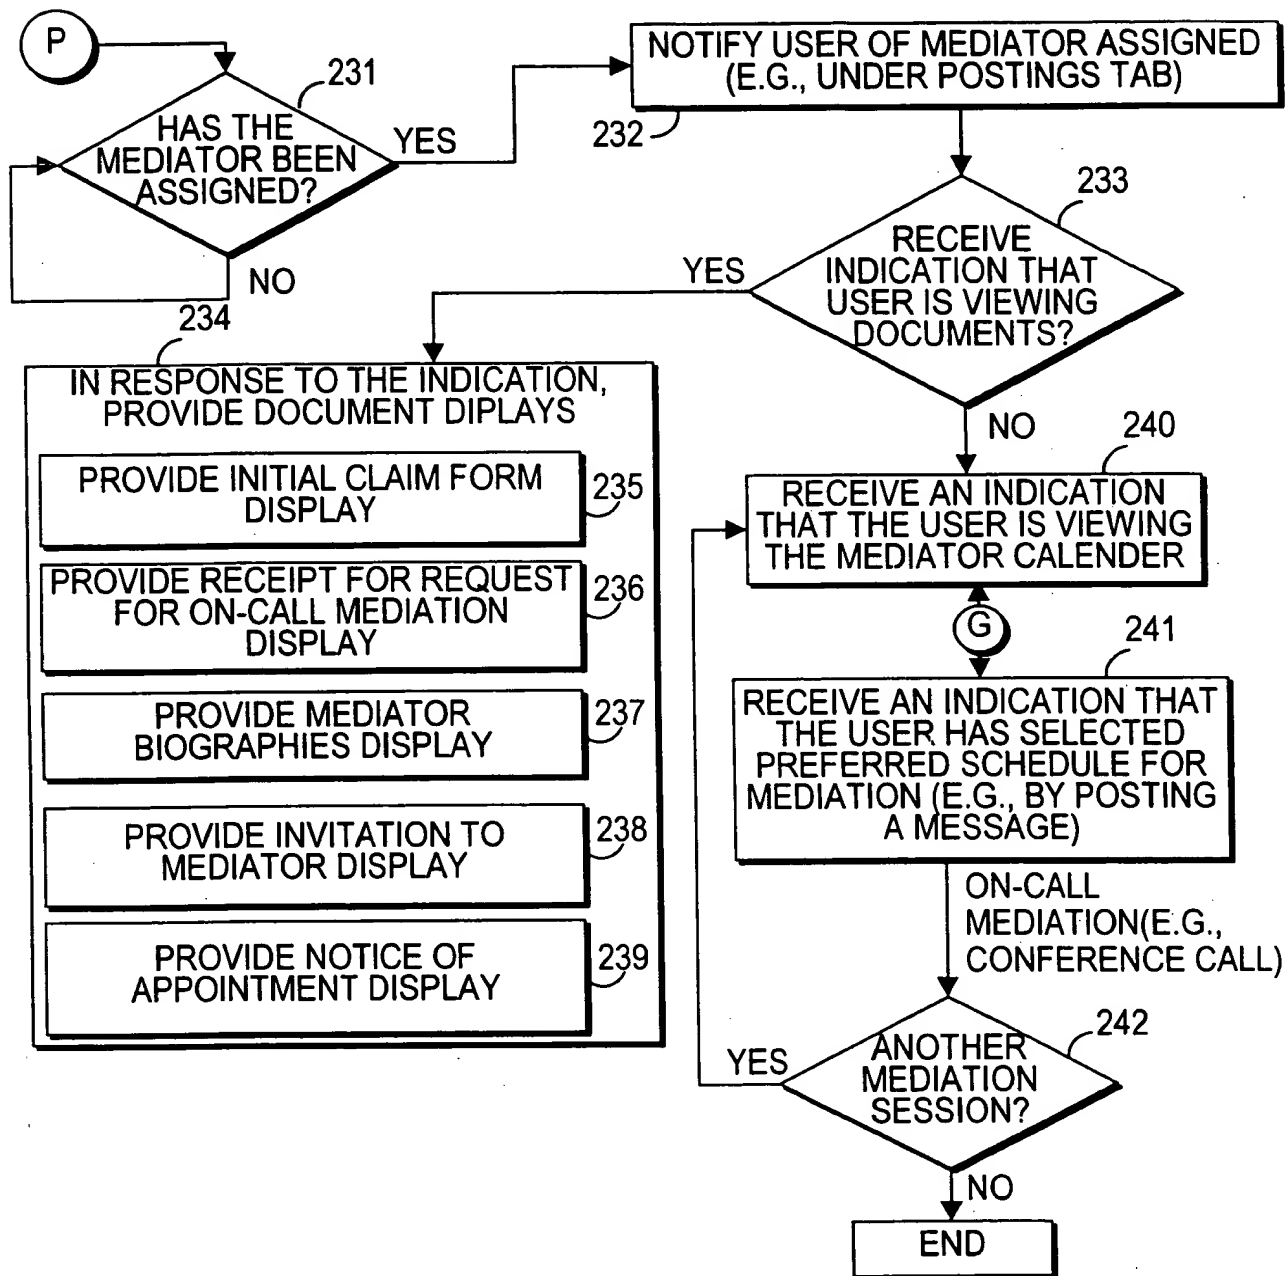 P
231
HAS THE
MEDIATOR BEEN
ASSIGNED?
YES
NO
NOTIFY USER OF MEDIATOR ASSIGNED
(E.G., UNDER POSTINGS TAB)
232
233
RECEIVE
INDICATION THAT
USER IS VIEWING
DOCUMENTS?
YES
NO
234
IN RESPONSE TO THE INDICATION,
PROVIDE DOCUMENT DIPLAYS
PROVIDE INITIAL CLAIM FORM
DISPLAY
235
PROVIDE RECEIPT FOR REQUEST
FOR ON-CALL MEDIATION
DISPLAY
236
PROVIDE MEDIATOR
BIOGRAPHIES DISPLAY
237
PROVIDE INVITATION TO
MEDIATOR DISPLAY
238
PROVIDE NOTICE OF
APPOINTMENT DISPLAY
239
240
RECEIVE AN INDICATION
THAT THE USER IS VIEWING
THE MEDIATOR CALENDER
G
241
RECEIVE AN INDICATION THAT
THE USER HAS SELECTED
PREFERRED SCHEDULE FOR
MEDIATION (E.G., BY POSTING
A MESSAGE)
ON-CALL
MEDIATION(E.G.,
CONFERENCE CALL)
242
ANOTHER
MEDIATION
SESSION?
YES
NO
END